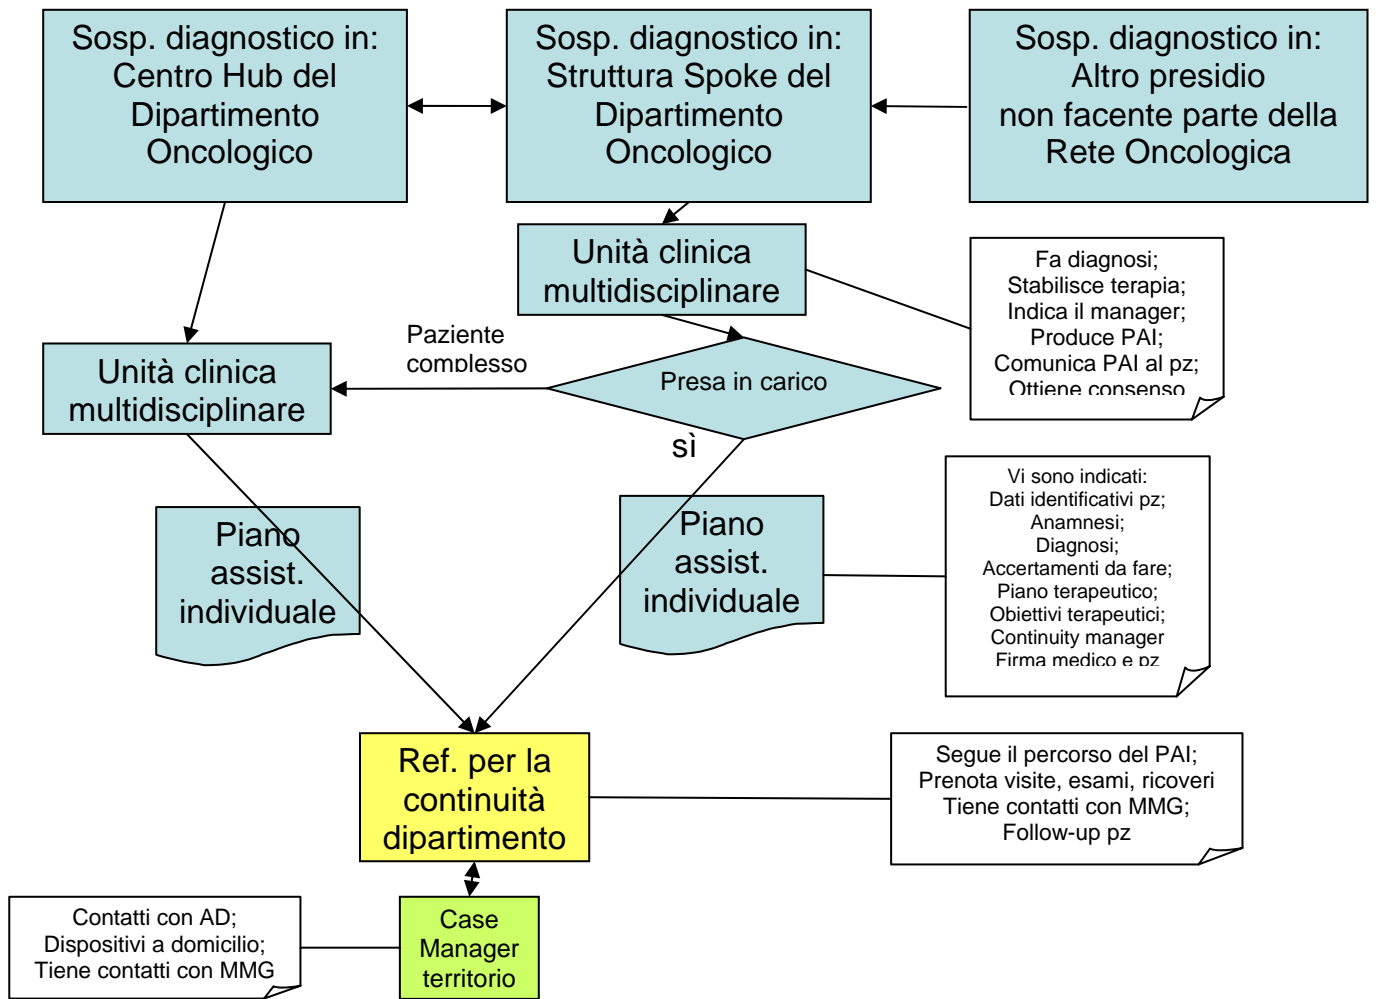 Sosp. diagnostico in:
Centro Hub del
Dipartimento
Oncologico
Sosp. diagnostico in:
Struttura Spoke del
Dipartimento
Oncologico
Sosp. diagnostico in:
Altro presidio
non facente parte della
Rete Oncologica
Unità clinica
multidisciplinare
Fa diagnosi;
Stabilisce terapia;
Indica il manager;
Produce PAI;
Comunica PAI al pz;
Ottiene consenso
Paziente
complesso
Unità clinica
multidisciplinare
Presa in carico
sì
Vi sono indicati:
Dati identificativi pz;
Anamnesi;
Diagnosi;
Accertamenti da fare;
Piano terapeutico;
Obiettivi terapeutici;
Continuity manager
Firma medico e pz
Piano
assist.
individuale
Piano
assist.
individuale
Ref. per la
continuità
dipartimento
Segue il percorso del PAI;
Prenota visite, esami, ricoveri
Tiene contatti con MMG;
Follow-up pz
Contatti con AD;
Dispositivi a domicilio;
Tiene contatti con MMG
Case
Manager
territorio